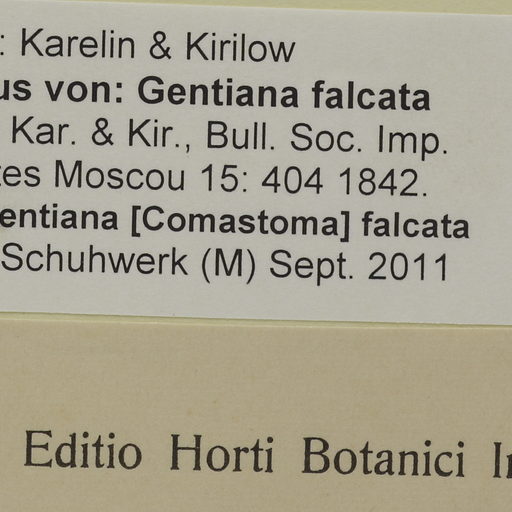 : Karelin & Kirilow
us von: Gentiana falcata
Kar. & Kir., Bull. Soc. Imp.
tes Moscou 15: 404 1842.
entiana [Comastoma] falcata
Schuhwerk (M) Sept. 2011
Editio Horti Botanici